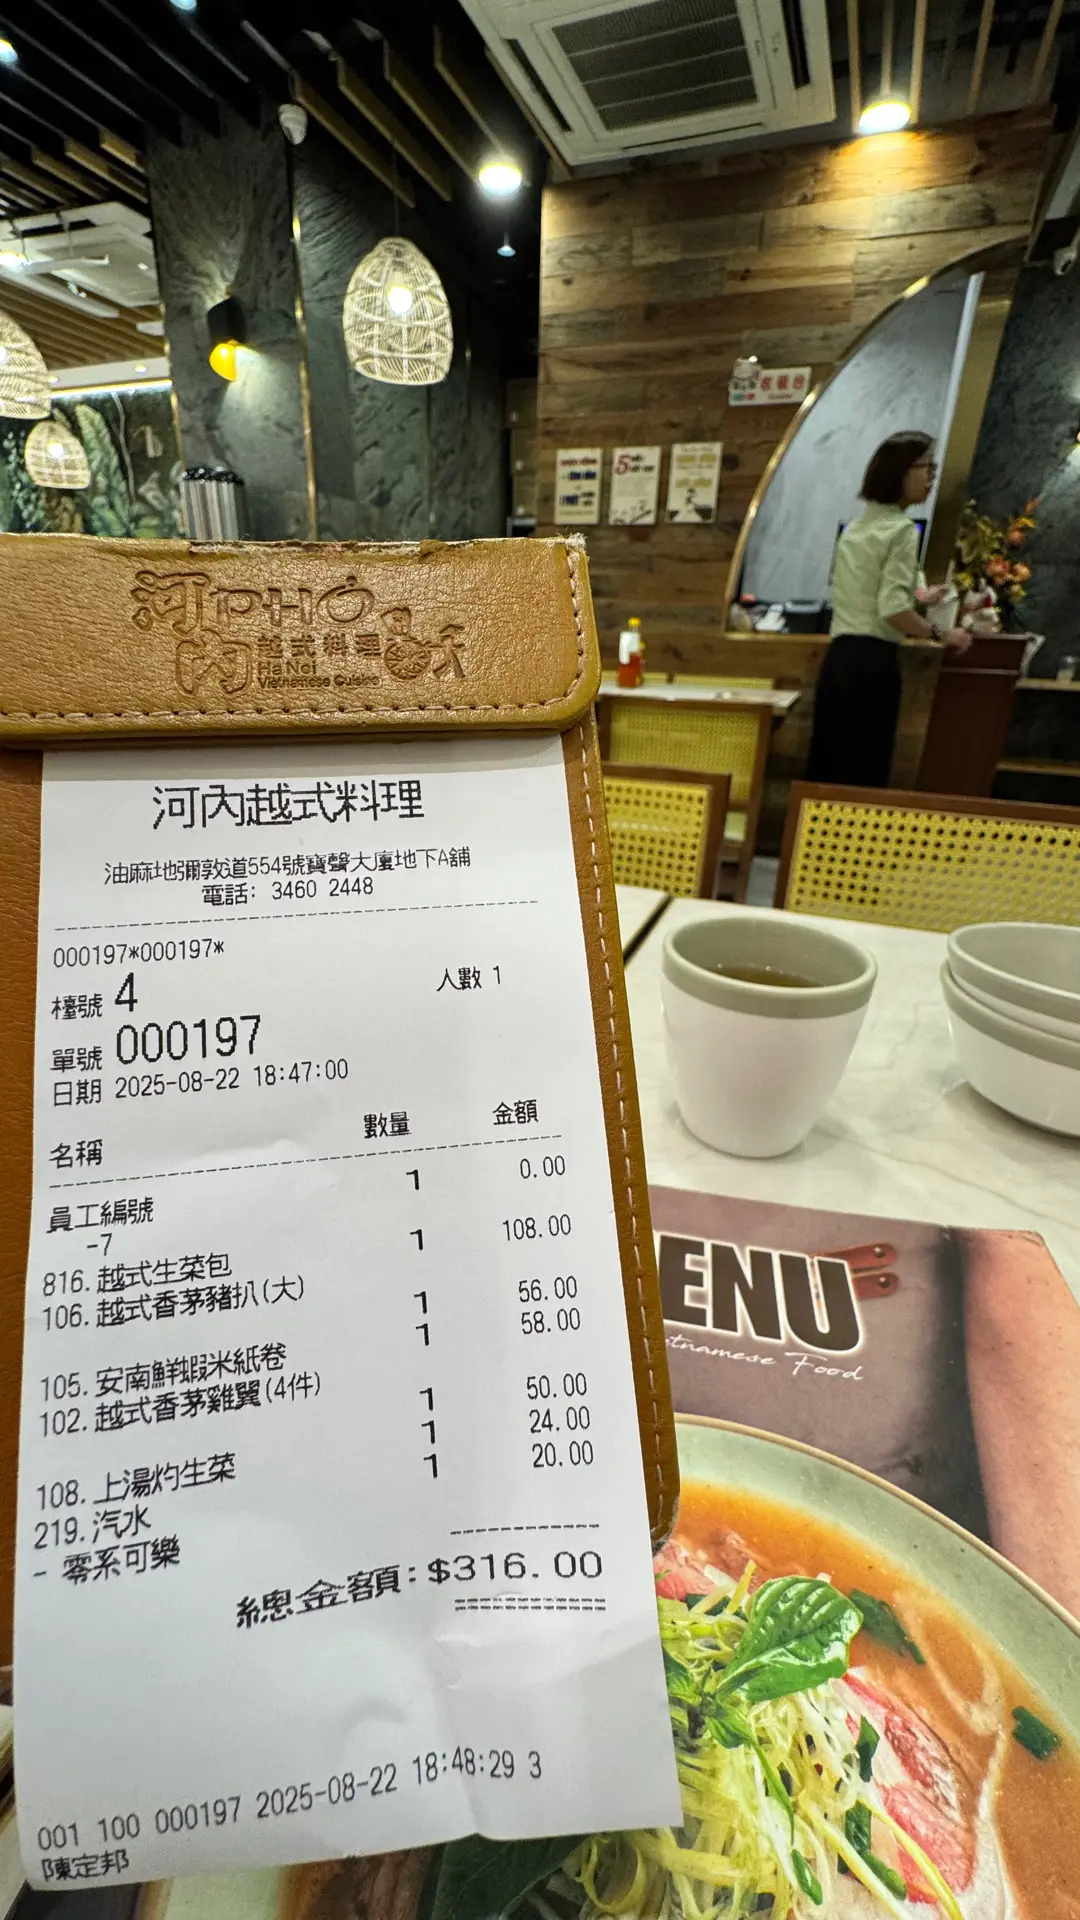 河內 PHO
越式料理
Ha Noi
Vietnamese Cuisine
河內越式料理
油麻地彌敦道554號寶聲大廈地下A舖
電話: 3460 2448
000197*000197*
檯號 4 人數 1
單號 000197
日期 2025-08-22 18:47:00
名稱 數量 金額
員工編號 1 0.00
-7
816. 越式生菜包 1 108.00
106. 越式香茅豬扒(大) 1 56.00
105. 安南鮮蝦米紙卷 1 58.00
102. 越式香茅雞翼(4件) 1 50.00
108. 上湯灼生菜 1 24.00
219. 汽水 1 20.00
- 零系可樂
總金額: $316.00
001 100 000197 2025-08-22 18:48:29 3
陳定邦
ENU
etnamese Food
5